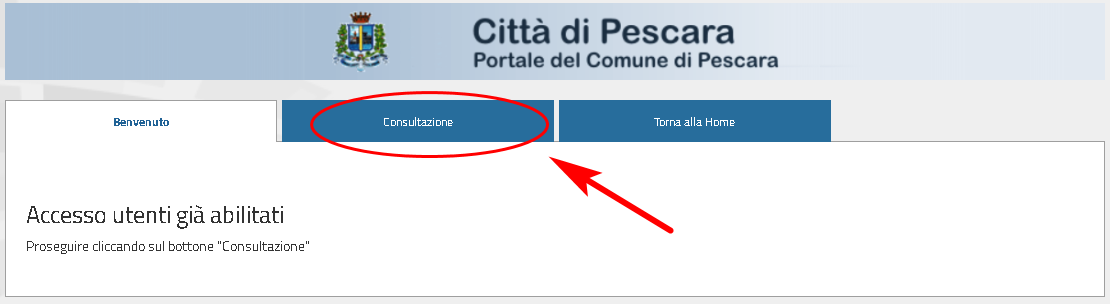 Città di Pescara
Portale del Comune di Pescara
Benvenuto
Consultazione
Torna alla Home
Accesso utenti già abilitati
Proseguire cliccando sul bottone "Consultazione"